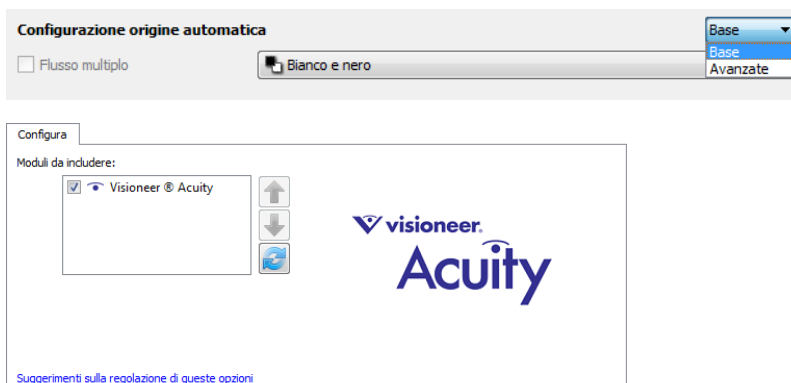 Configurazione origine automatica
Base
Flusso multiplo
Bianco e nero
Base
Avanzate
Configura
Moduli da includere:
Visioneer ® Acuity
visioneer.
Acuity
Suggerimenti sulla regolazione di queste opzioni